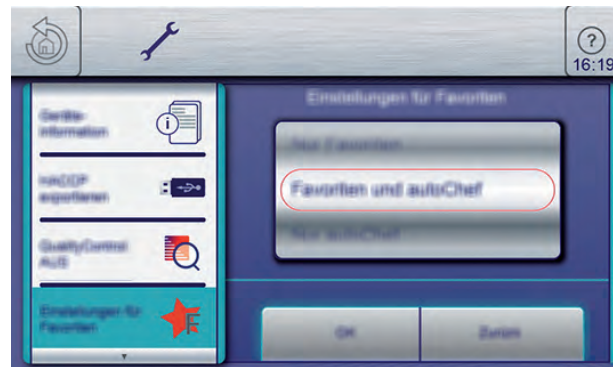 ?
16:19
Geräte-
information
i
HACCP
exportieren
QualityControl
AUS
Einstellungen für
Favoriten
F
Einstellungen für Favoriten
Nur Favoriten
Favoriten und autoChef
Nur autoChef
OK
Zurück